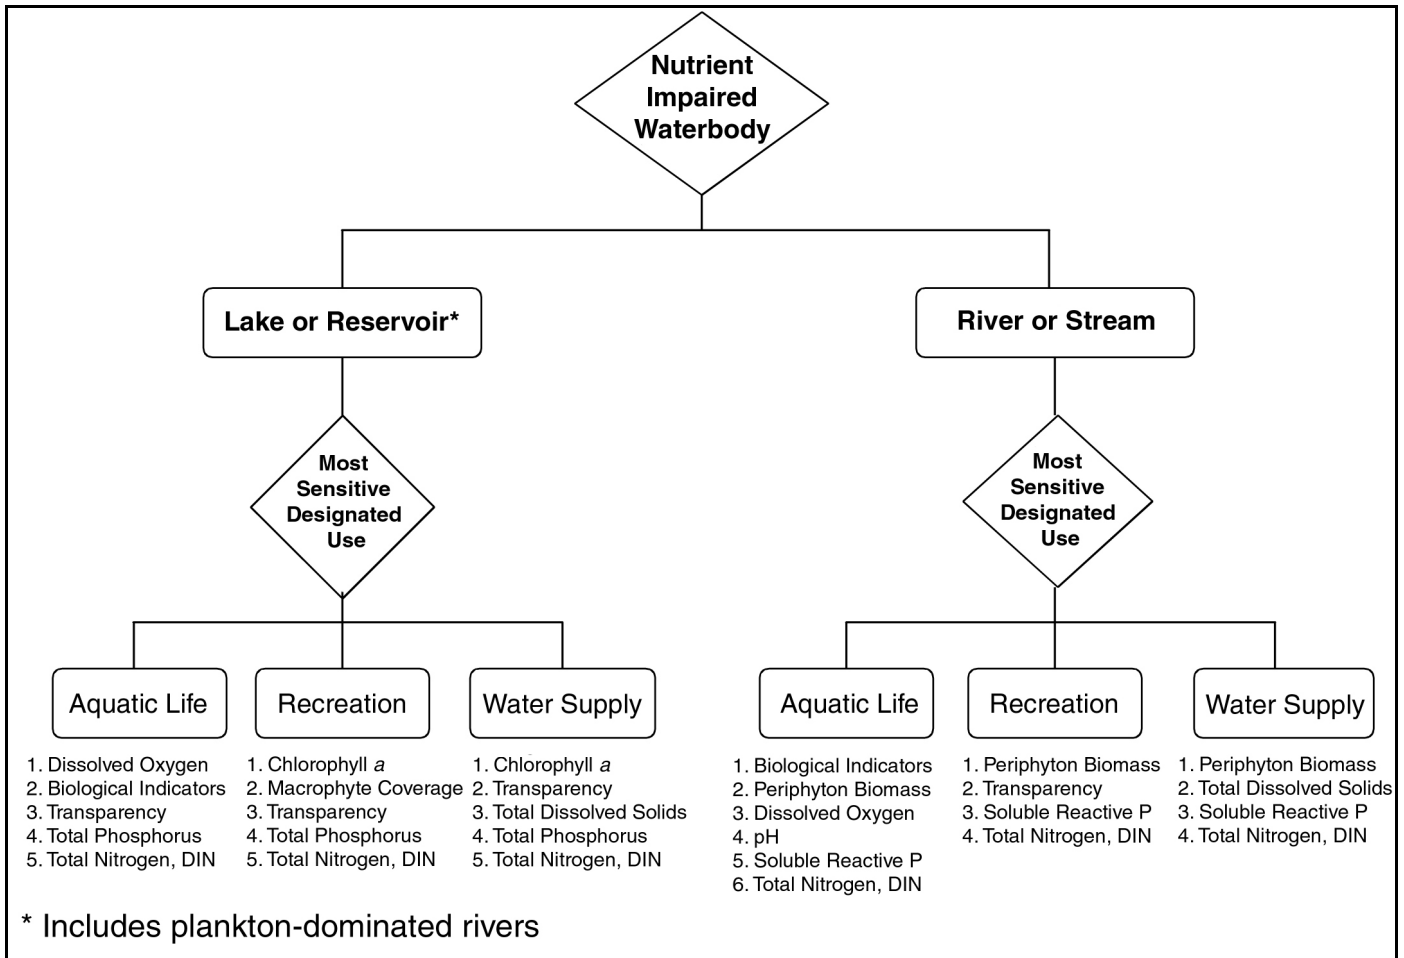 Nutrient
Impaired
Waterbody
Lake or Reservoir*
River or Stream
Most
Sensitive
Designated
Use
Most
Sensitive
Designated
Use
Aquatic Life
Recreation
Water Supply
Aquatic Life
Recreation
Water Supply
1. Dissolved Oxygen
2. Biological Indicators
3. Transparency
4. Total Phosphorus
5. Total Nitrogen, DIN
1. Chlorophyll a
2. Macrophyte Coverage
3. Transparency
4. Total Phosphorus
5. Total Nitrogen, DIN
1. Chlorophyll a
2. Transparency
3. Total Dissolved Solids
4. Total Phosphorus
5. Total Nitrogen, DIN
1. Biological Indicators
2. Periphyton Biomass
3. Dissolved Oxygen
4. pH
5. Soluble Reactive P
6. Total Nitrogen, DIN
1. Periphyton Biomass
2. Transparency
3. Soluble Reactive P
4. Total Nitrogen, DIN
1. Periphyton Biomass
2. Total Dissolved Solids
3. Soluble Reactive P
4. Total Nitrogen, DIN
* Includes plankton-dominated rivers